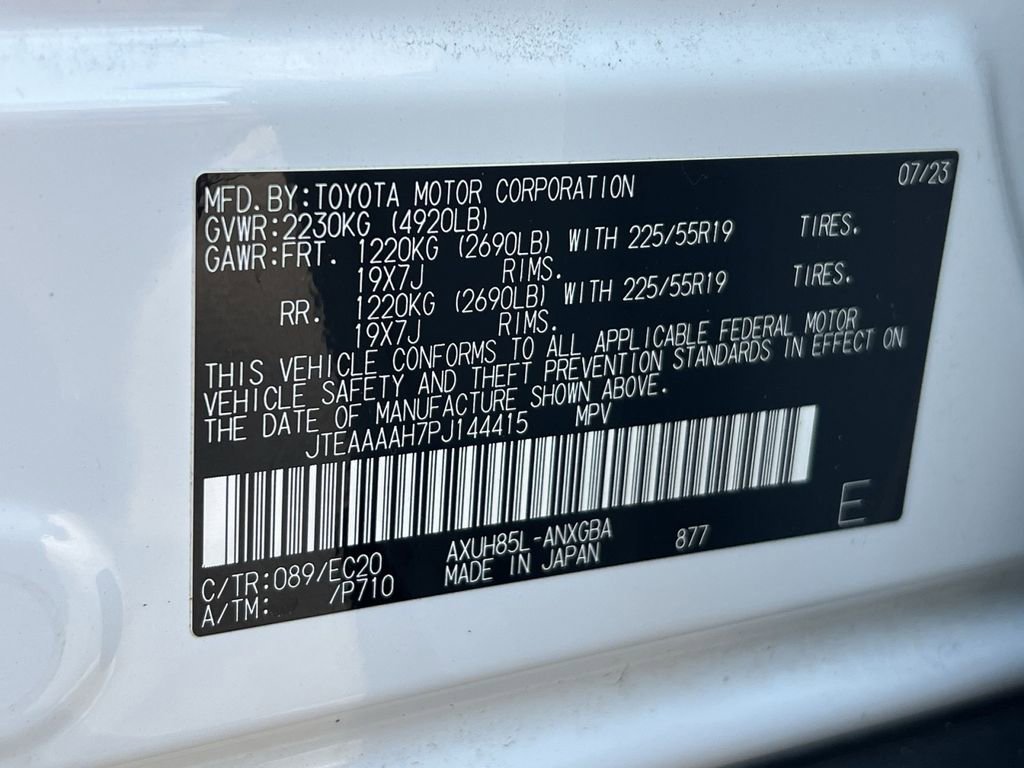 07/23
MFD. BY: TOYOTA MOTOR CORPORATION
GVWR: 2230KG (4920LB)
GAWR: FRT. 1220KG (2690LB) WITH 225/55R19 TIRES.
19X7J RIMS.
RR. 1220KG (2690LB) WITH 225/55R19 TIRES.
19X7J RIMS.
THIS VEHICLE CONFORMS TO ALL APPLICABLE FEDERAL MOTOR
VEHICLE SAFETY AND THEFT PREVENTION STANDARDS IN EFFECT ON
THE DATE OF MANUFACTURE SHOWN ABOVE.
JTEAAAAH7PJ144415 MPV
C/TR: 089/EC20 AXUH85L-ANXGBA 877 E
A/TM: /P710 MADE IN JAPAN